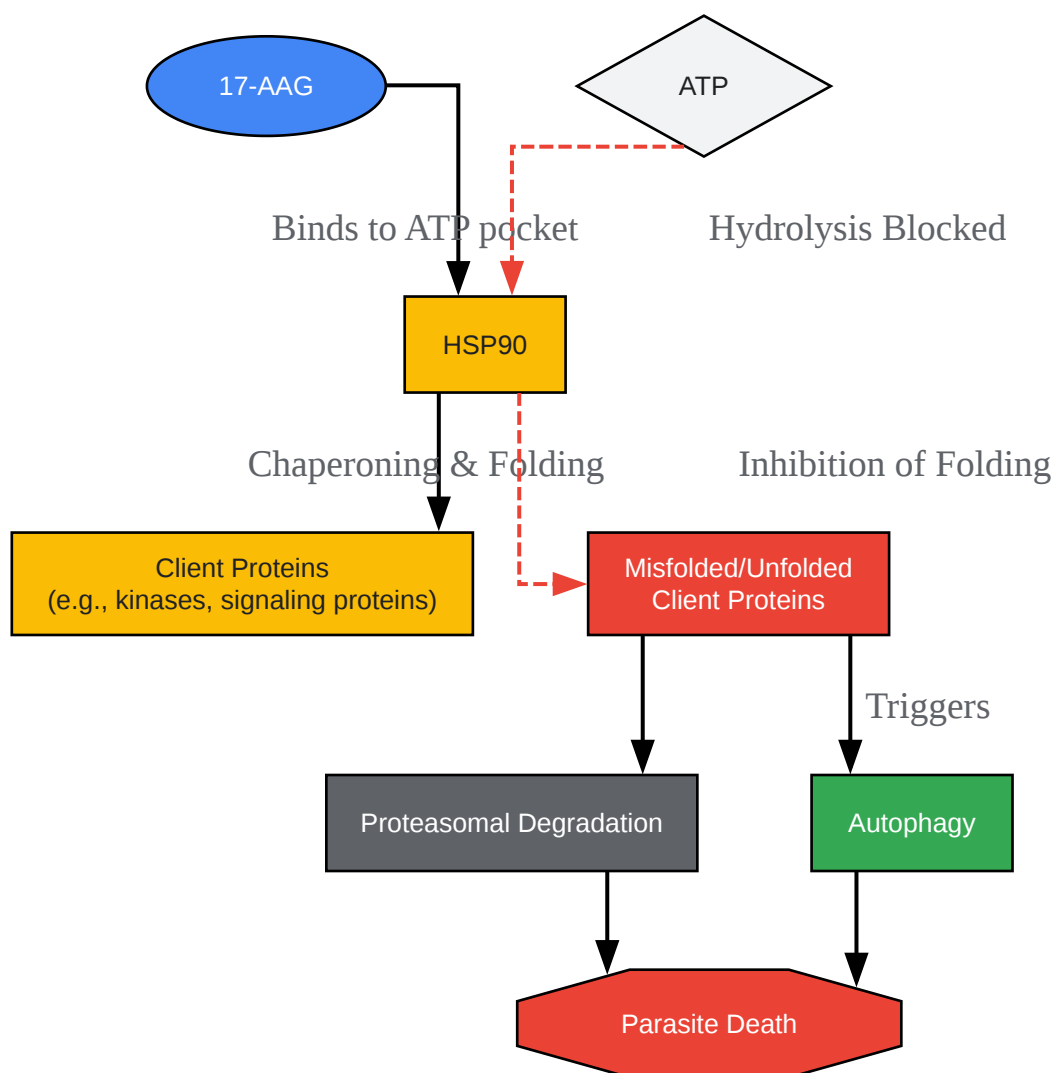 17-AAG
ATP
Binds to ATP pocket
Hydrolysis Blocked
HSP90
Chaperoning & Folding
Inhibition of Folding
Client Proteins
(e.g., kinases, signaling proteins)
Misfolded/Unfolded
Client Proteins
Triggers
Proteasomal Degradation
Autophagy
Parasite Death